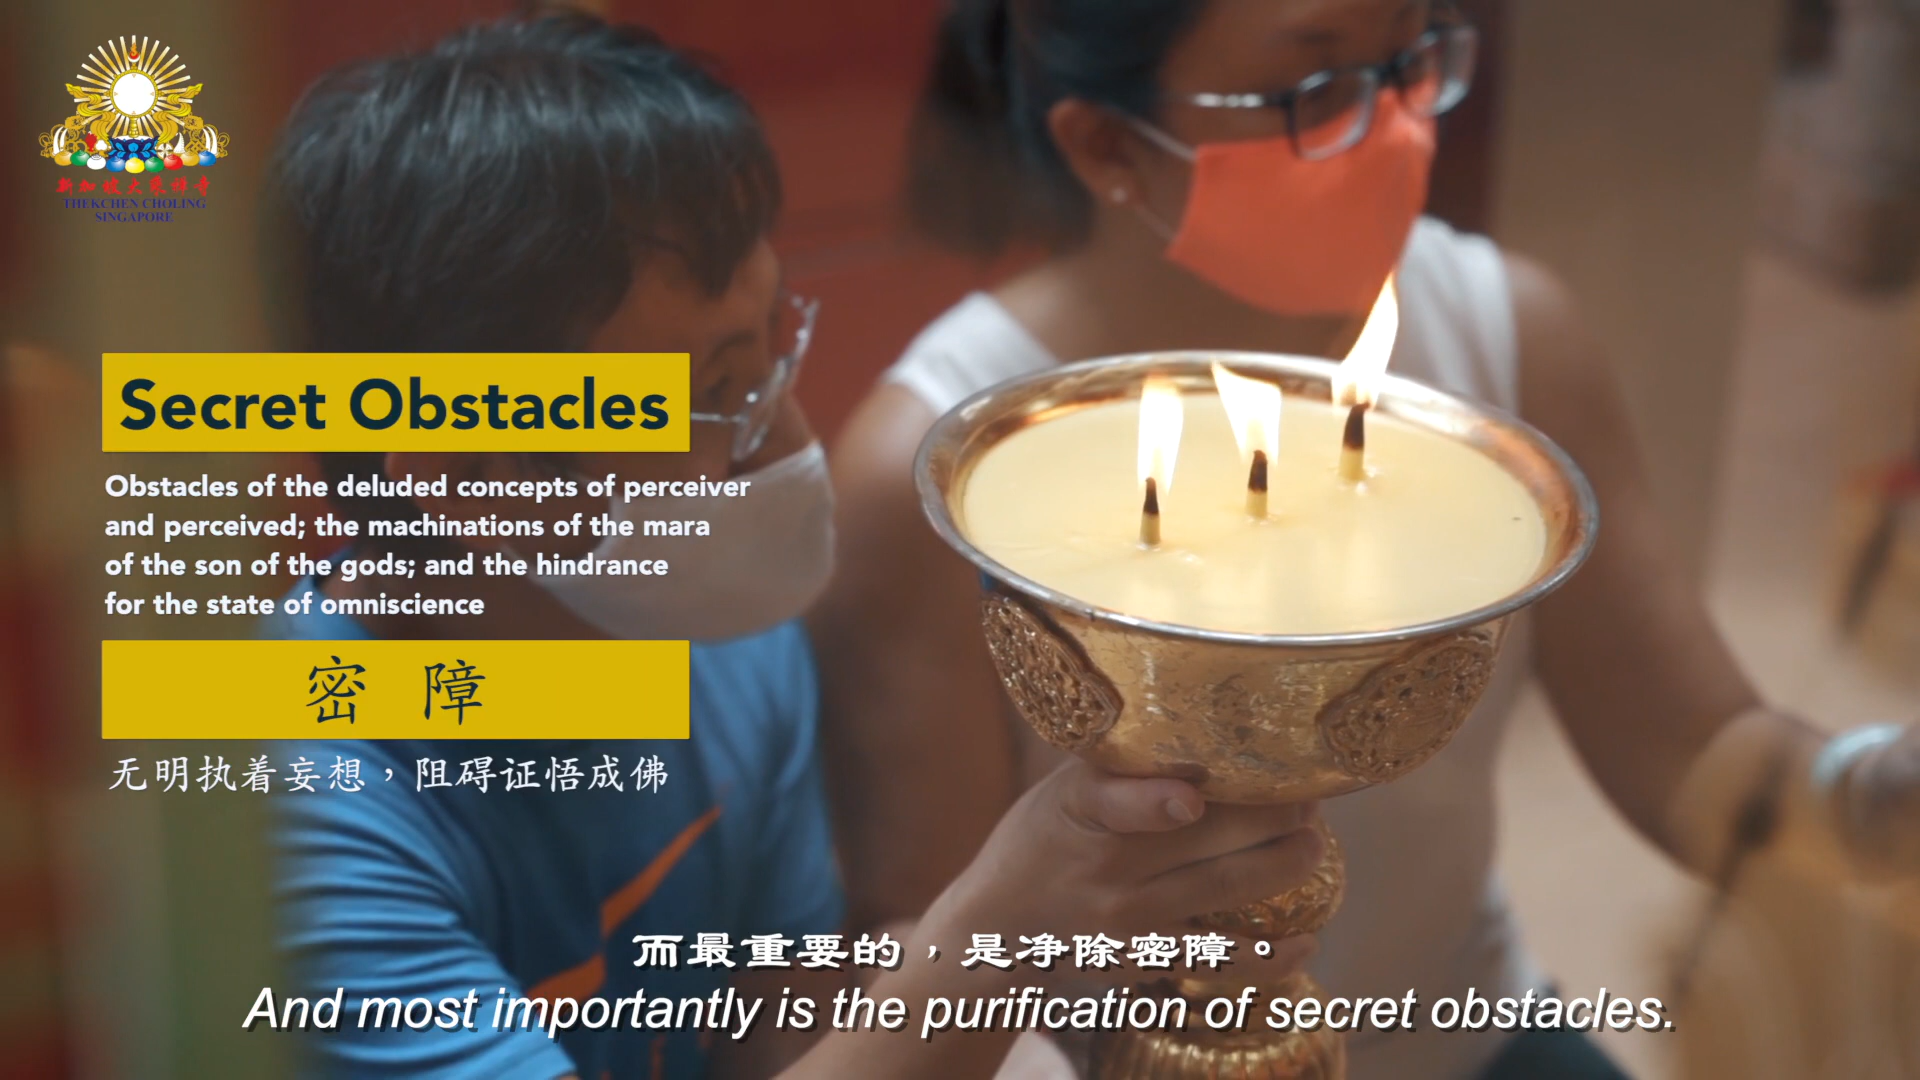 新加坡大乘禅寺
THEKCHEN CHOLING
SINGAPORE
Secret Obstacles
Obstacles of the deluded concepts of perceiver
and perceived; the machinations of the mara
of the son of the gods; and the hindrance
for the state of omniscience
密 障
无明执着妄想，阻碍证悟成佛
而最重要的，是净除密障。
And most importantly is the purification of secret obstacles.